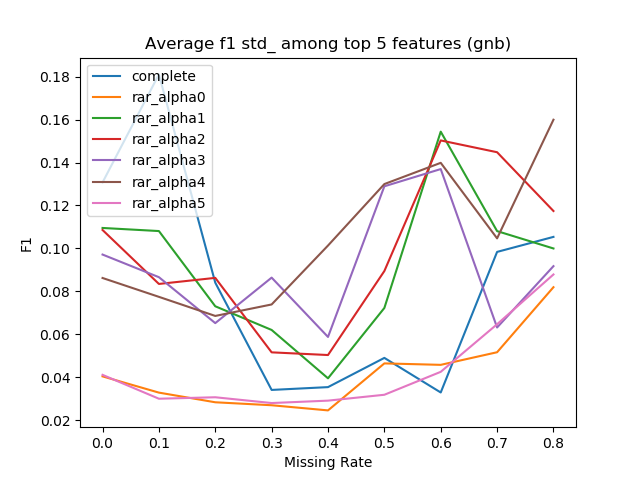 Average f1 std_ among top 5 features (gnb)
complete
rar_alpha0
rar_alpha1
rar_alpha2
rar_alpha3
rar_alpha4
rar_alpha5
0.18
0.16
0.14
0.12
0.10
0.08
0.06
0.04
0.02
F1
0.0 0.1 0.2 0.3 0.4 0.5 0.6 0.7 0.8
Missing Rate